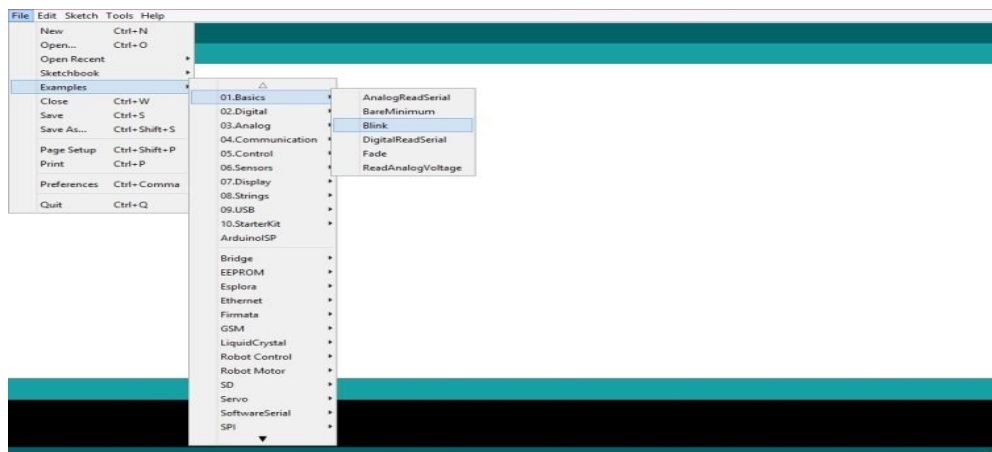 File Edit Sketch Tools Help
New Ctrl+N
Open... Ctrl+O
Open Recent
Sketchbook
Examples
Close Ctrl+W
Save Ctrl+S
Save As... Ctrl+Shift+S
Page Setup Ctrl+Shift+P
Print Ctrl+P
Preferences Ctrl+Comma
Quit Ctrl+Q
01.Basics
02.Digital
03.Analog
04.Communication
05.Control
06.Sensors
07.Display
08.Strings
09.USB
10.StarterKit
ArduinoISP
Bridge
EEPROM
Esplora
Ethernet
Firmata
GSM
LiquidCrystal
Robot Control
Robot Motor
SD
Servo
SoftwareSerial
SPI
AnalogReadSerial
BareMinimum
Blink
DigitalReadSerial
Fade
ReadAnalogVoltage